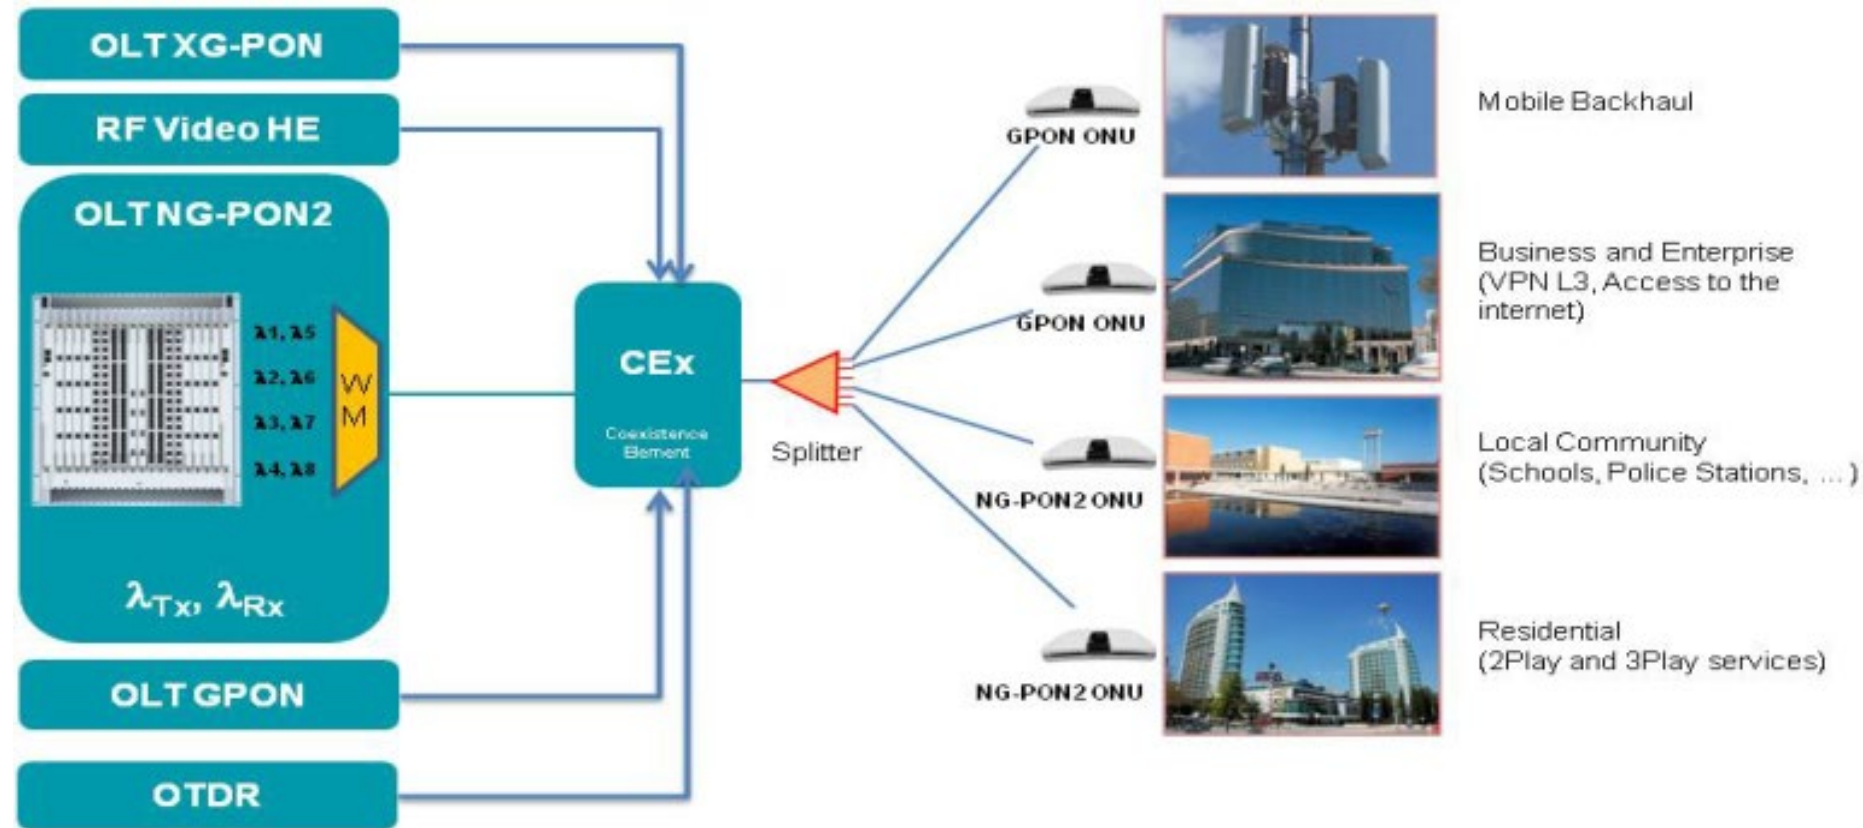 OLT XG-PON
RF Video HE
OLT NG-PON2
λ1, λ5
λ2, λ6
λ3, λ7
λ4, λ8
W
M
λTx, λRx
OLT GPON
OTDR
CEx
Coexistence
Element
Splitter
GPON ONU
GPON ONU
NG-PON2 ONU
NG-PON2 ONU
Mobile Backhaul
Business and Enterprise
(VPN L3, Access to the
internet)
Local Community
(Schools, Police Stations, ... )
Residential
(2Play and 3Play services)